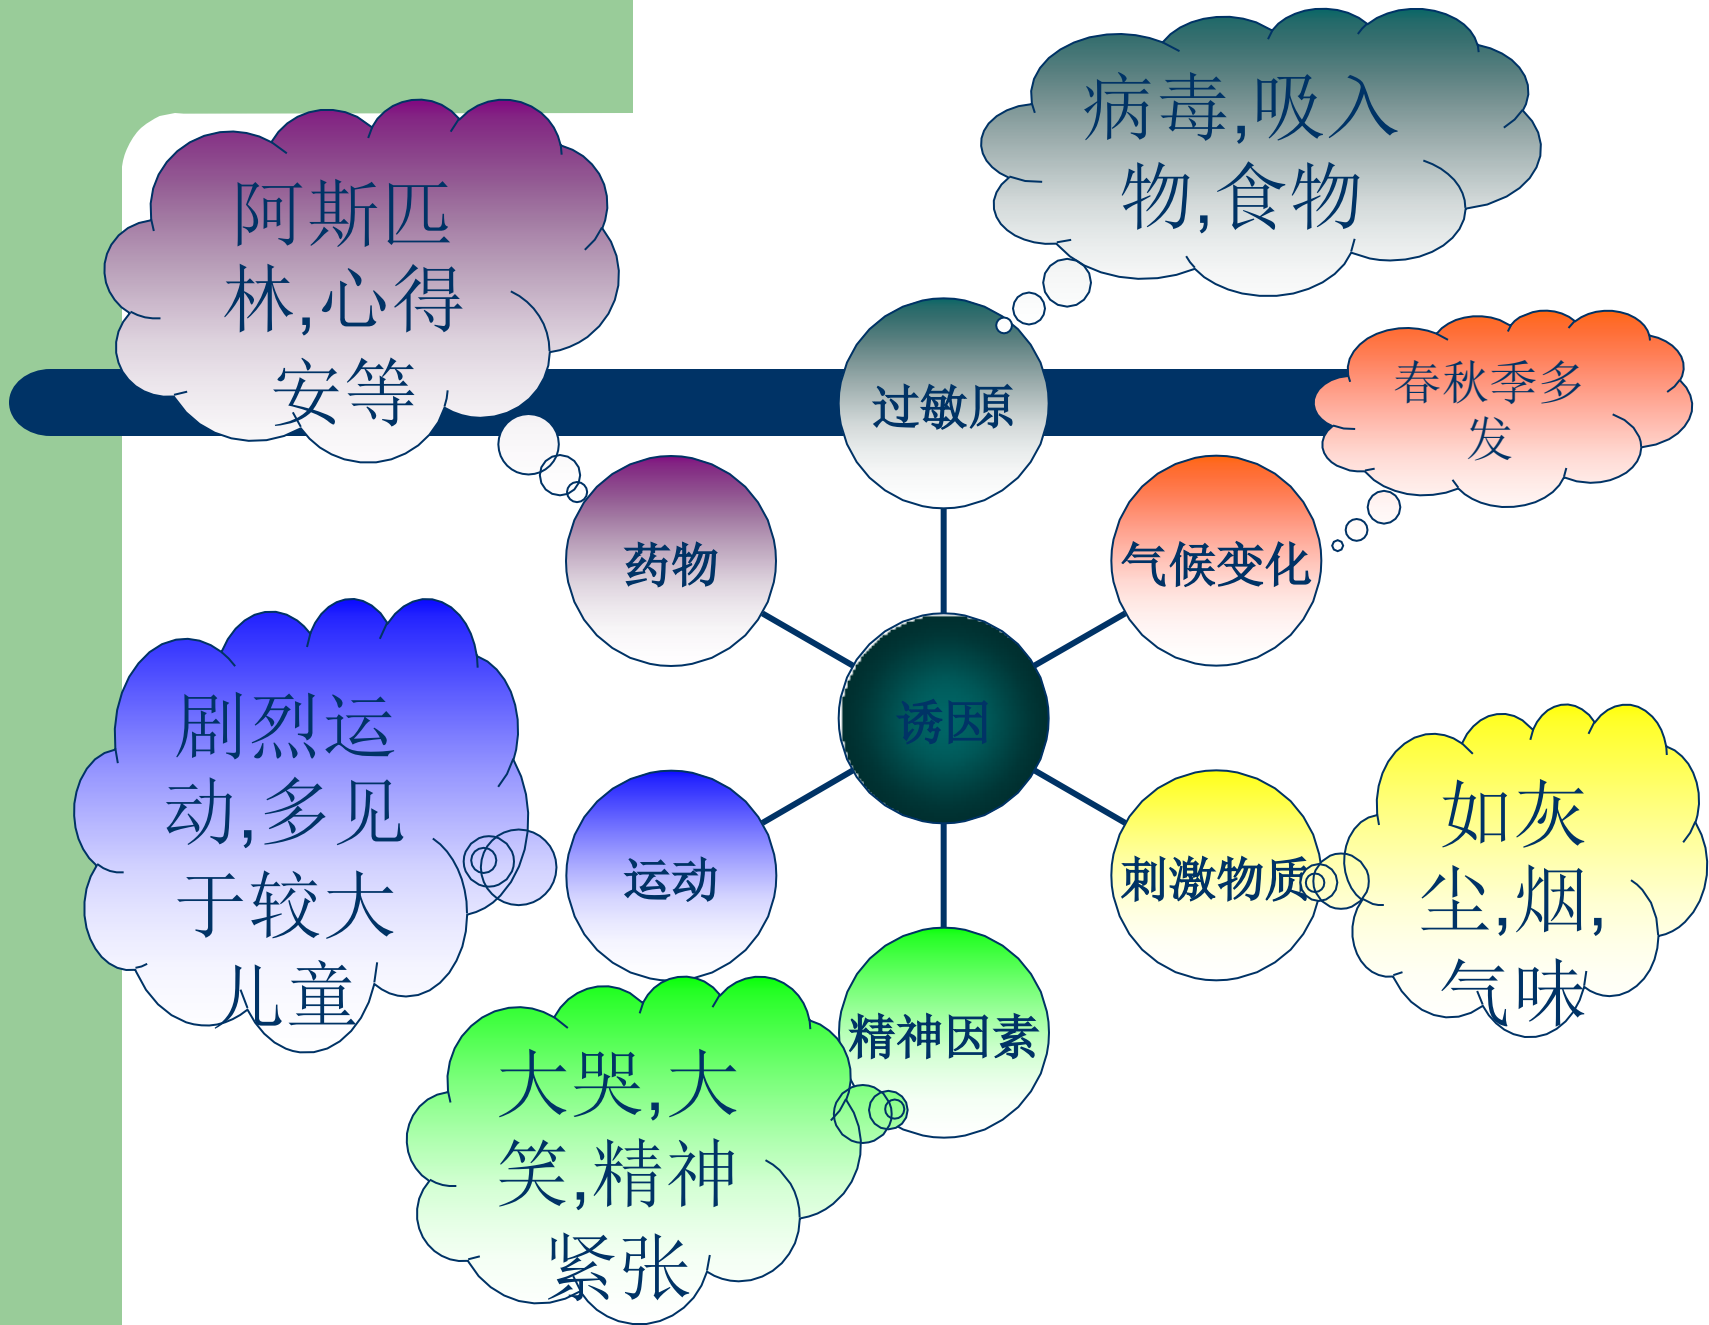 病毒,吸入
物,食物
阿斯匹
林,心得
安等
过敏原
春秋季多
发
药物
气候变化
诱因
剧烈运
动,多见
于较大
儿童
运动
刺激物质
如灰
尘,烟,
气味
精神因素
大哭,大
笑,精神
紧张